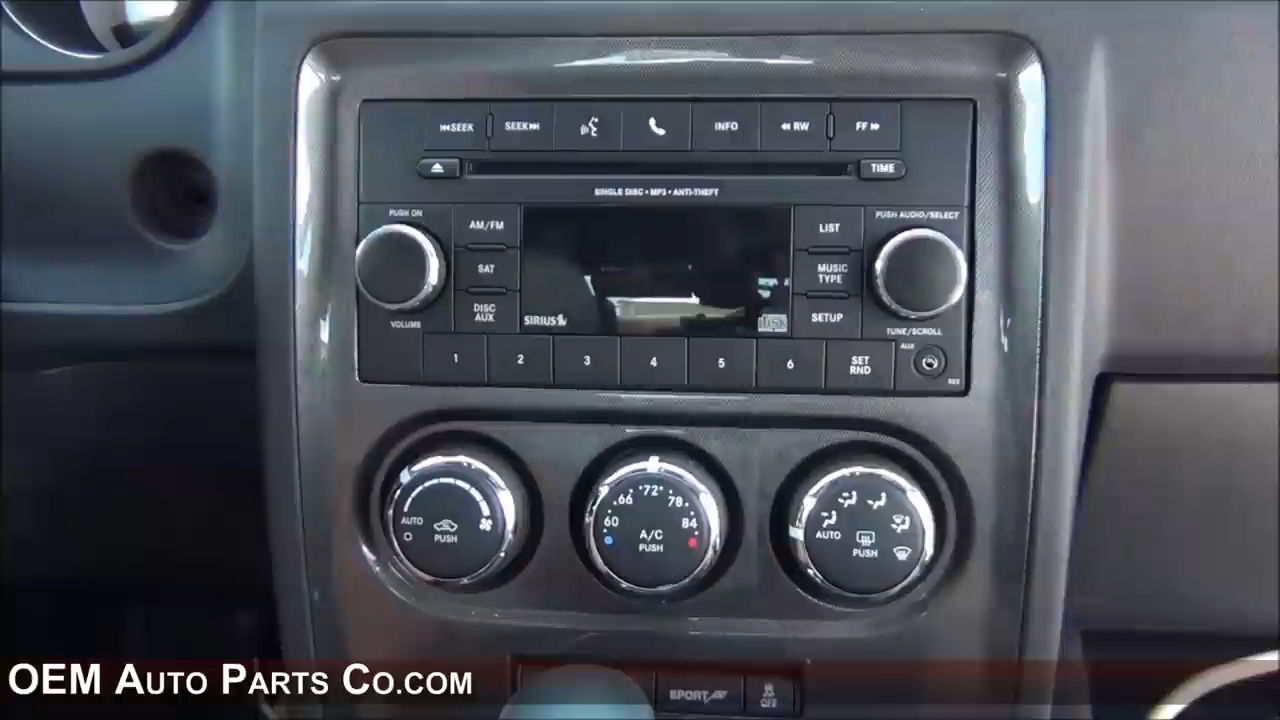 SEEK SEEK INFO RW FF
TIME
SINGLE DISC • MP3 • ANTI-THEFT
PUSH ON
PUSH AUDIO/SELECT
AM/FM
LIST
SAT
MUSIC
TYPE
DISC
AUX
SETUP
SIRIUS
disc
VOLUME
TUNE/SCROLL
AUX
1 2 3 4 5 6 SET
RND
72
66 78
60 84
A/C
PUSH
AUTO
PUSH
AUTO
PUSH
SPORT
OFF
OEM AUTO PARTS CO.COM